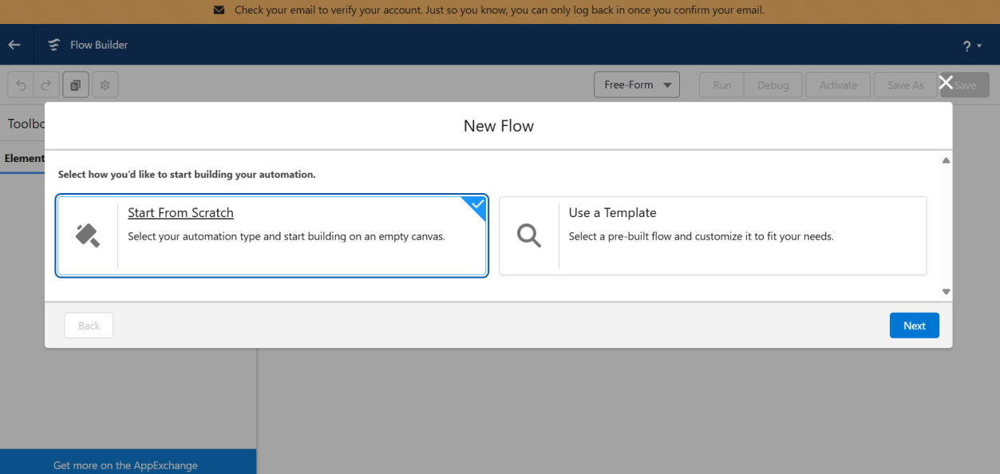 Check your email to verify your account. Just so you know, you can only log back in once you confirm your email.
Flow Builder
?
Free-Form
Run
Debug
Activate
Save As
Save
Toolbo
Element
New Flow
Select how you'd like to start building your automation.
Start From Scratch
Select your automation type and start building on an empty canvas.
Use a Template
Select a pre-built flow and customize it to fit your needs.
Back
Next
Get more on the AppExchange